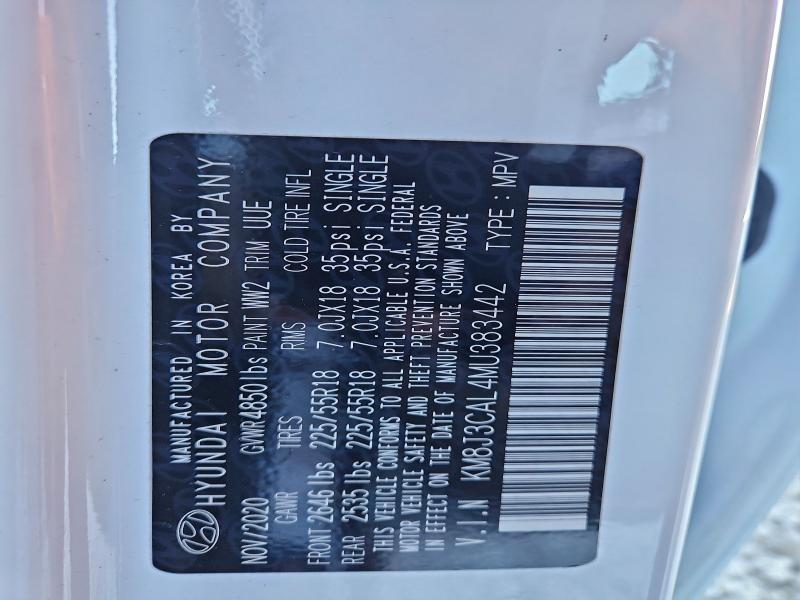 MANUFACTURED IN KOREA BY
HYUNDAI MOTOR COMPANY
NOV/2020 GVWR4850lbs PAINT WW2 TRIM UUE
GAWR TIRES RIMS COLD TIRE INFL
FRONT 2646 lbs 225/55R18 7.0JX18 35psi SINGLE
REAR 2535 lbs 225/55R18 7.0JX18 35psi SINGLE
THIS VEHICLE CONFORMS TO ALL APPLICABLE U.S.A. FEDERAL
MOTOR VEHICLE SAFETY AND THEFT PREVENTION STANDARDS
IN EFFECT ON THE DATE OF MANUFACTURE SHOWN ABOVE
V.I.N KM8J3CAL4MU383442 TYPE : MPV